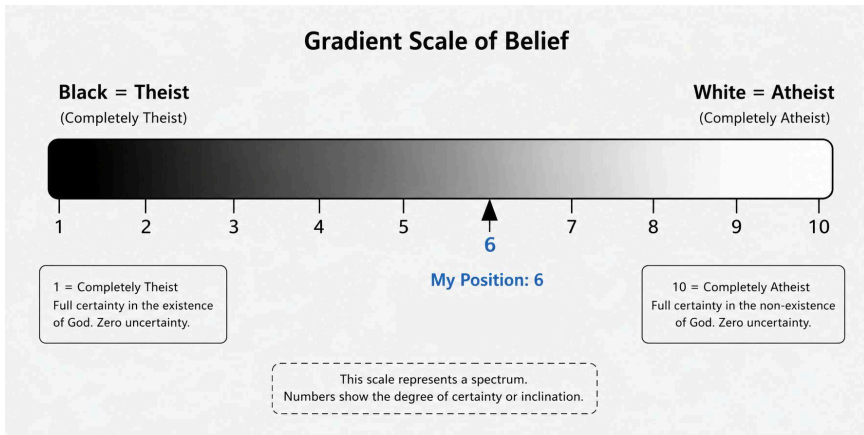 Gradient Scale of Belief
Black = Theist
(Completely Theist)
White = Atheist
(Completely Atheist)
1
2
3
4
5
6
7
8
9
10
My Position: 6
1 = Completely Theist
Full certainty in the existence
of God. Zero uncertainty.
10 = Completely Atheist
Full certainty in the non-existence
of God. Zero uncertainty.
This scale represents a spectrum.
Numbers show the degree of certainty or inclination.